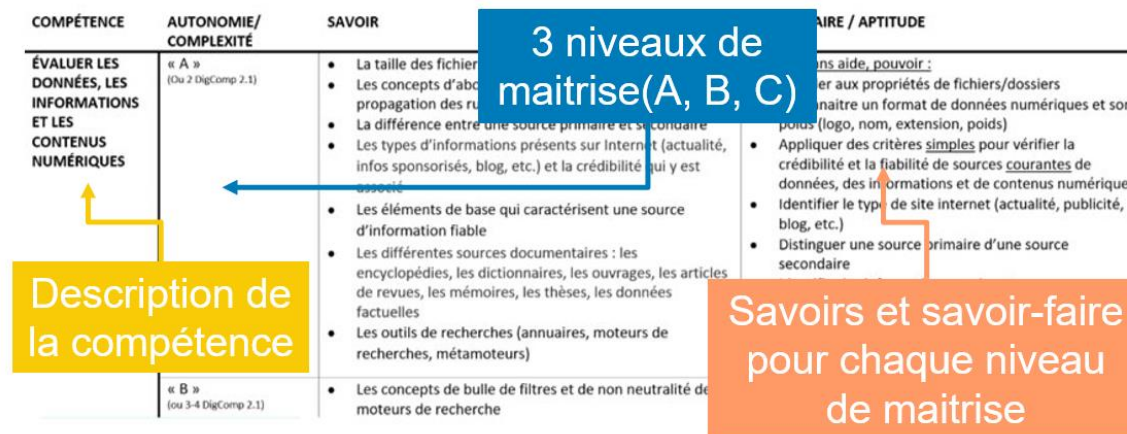 COMPÉTENCE
AUTONOMIE/
COMPLEXITÉ
SAVOIR
AIRE / APTITUDE
ÉVALUER LES
DONNÉES, LES
INFORMATIONS
ET LES
CONTENUS
NUMÉRIQUES
« A »
(Ou 2 DigComp 2.1)
• La taille des fichier
• Les concepts d'abo
propagation des ru
• La différence entre une source primaire et secondaire
• Les types d'informations présents sur Internet (actualité,
infos sponsorisés, blog, etc.) et la crédibilité qui y est
associé
• Les éléments de base qui caractérisent une source
d'information fiable
• Les différentes sources documentaires : les
encyclopédies, les dictionnaires, les ouvrages, les articles
de revues, les mémoires, les thèses, les données
factuelles
• Les outils de recherches (annuaires, moteurs de
recherches, métamoteurs)
ans aide, pouvoir :
er aux propriétés de fichiers/dossiers
naitre un format de données numériques et son
poids (logo, nom, extension, poids)
• Appliquer des critères simples pour vérifier la
crédibilité et la fiabilité de sources courantes de
données, des informations et de contenus numérique
• Identifier le type de site internet (actualité, publicité,
blog, etc.)
• Distinguer une source primaire d'une source
secondaire
« B »
(ou 3-4 DigComp 2.1)
• Les concepts de bulle de filtres et de non neutralité de
moteurs de recherche
3 niveaux de
maitrise(A, B, C)
Description de
la compétence
Savoirs et savoir-faire
pour chaque niveau
de maitrise